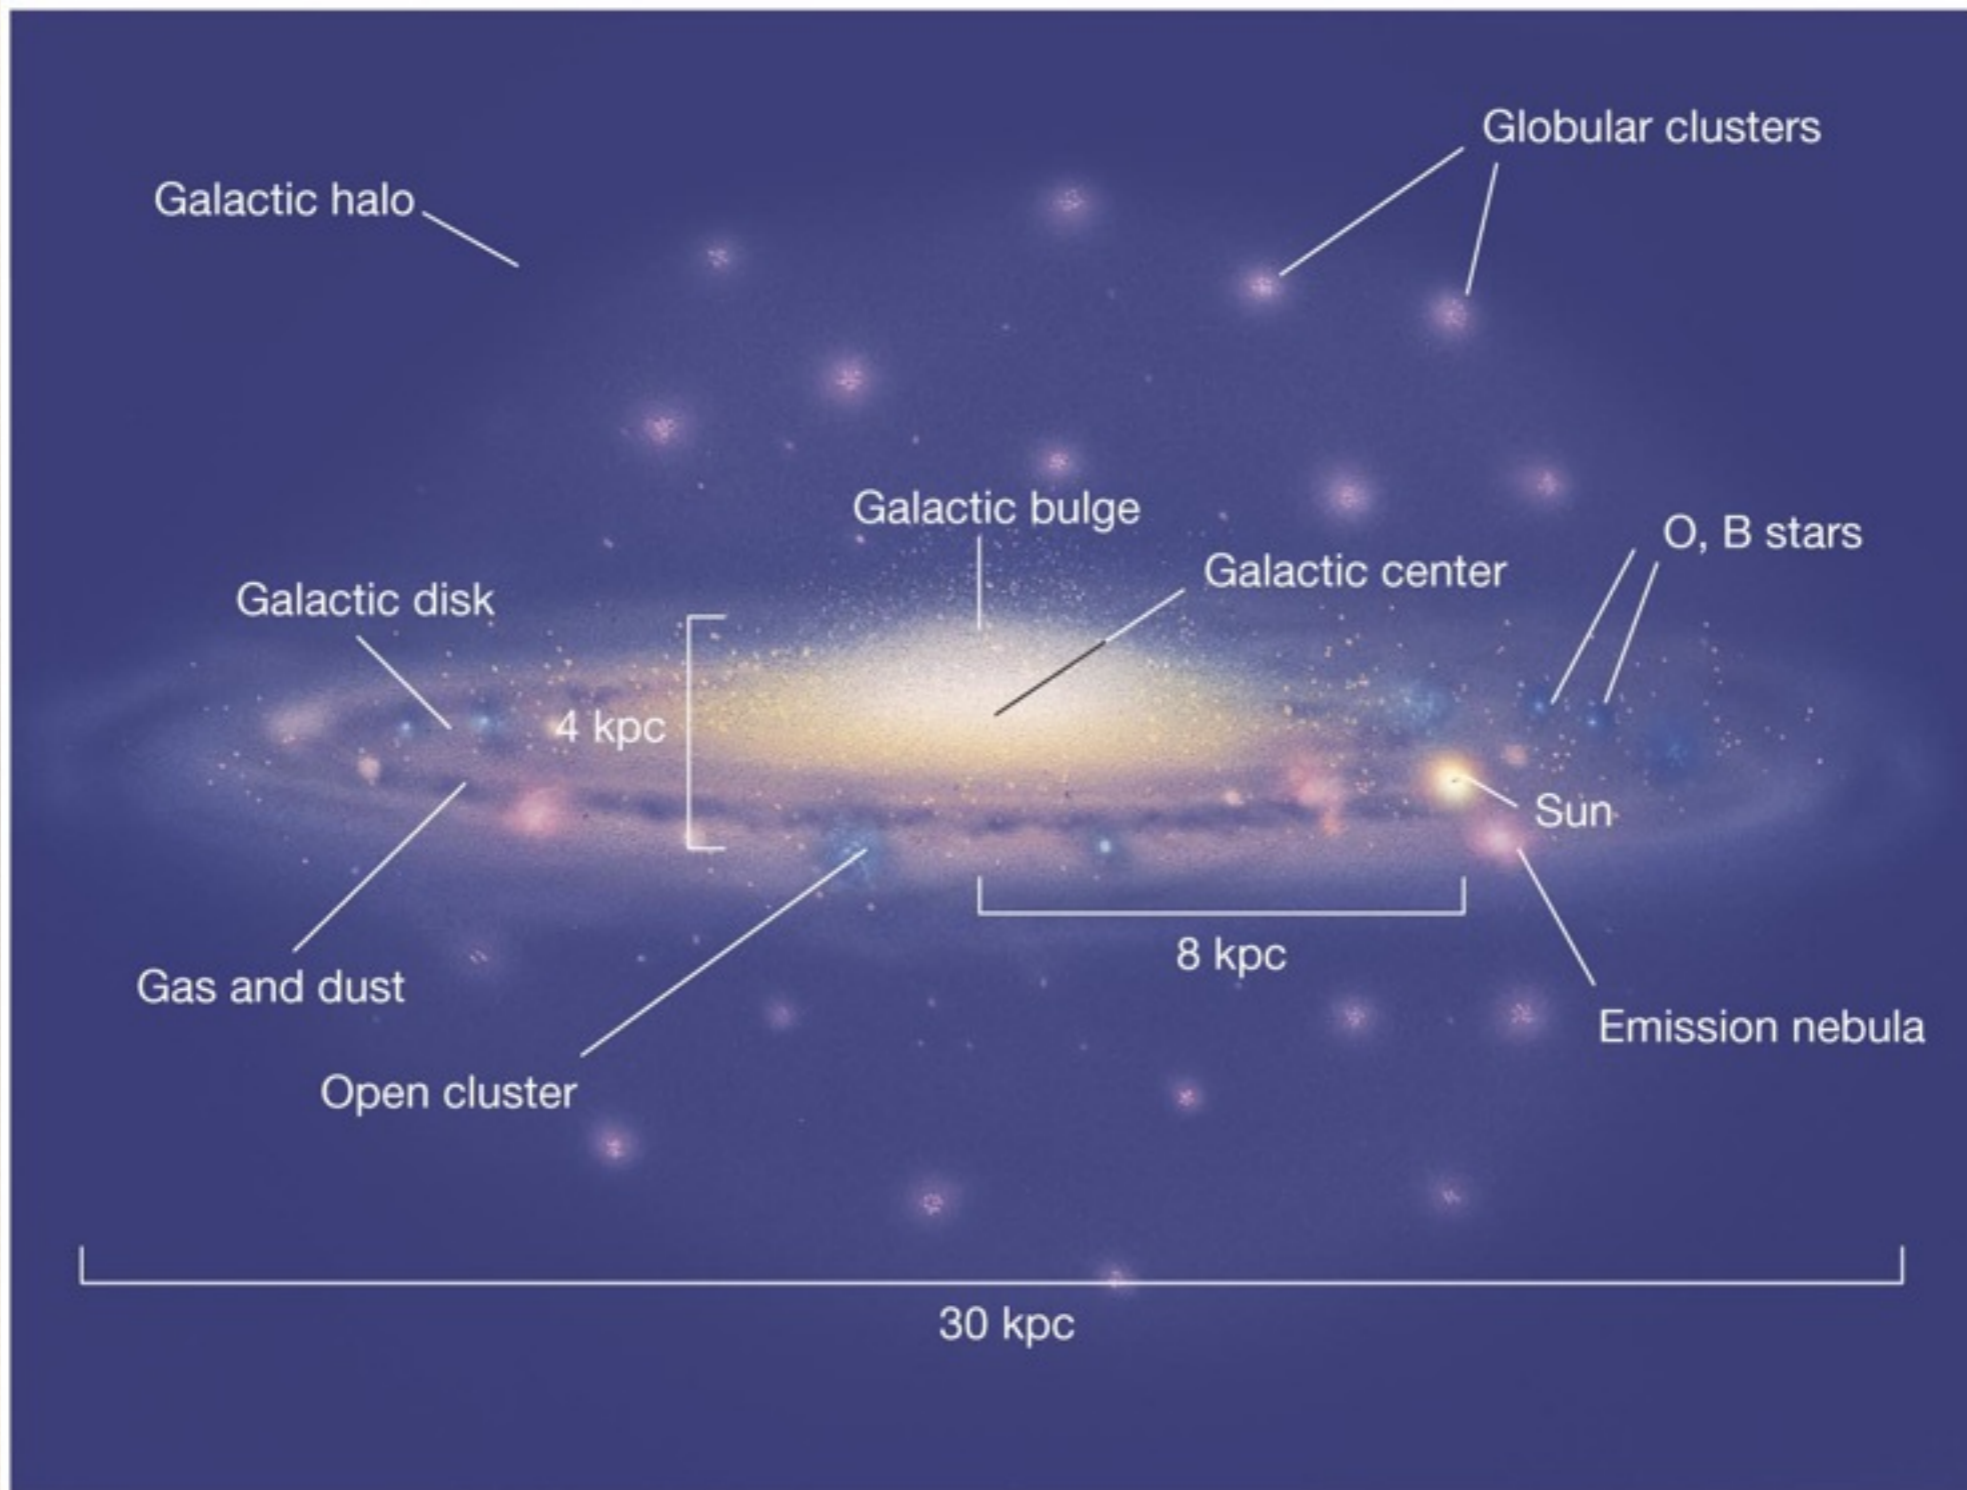 Globular clusters
Galactic halo
Galactic bulge
O, B stars
Galactic center
Galactic disk
4 kpc
Sun
8 kpc
Gas and dust
Emission nebula
Open cluster
30 kpc